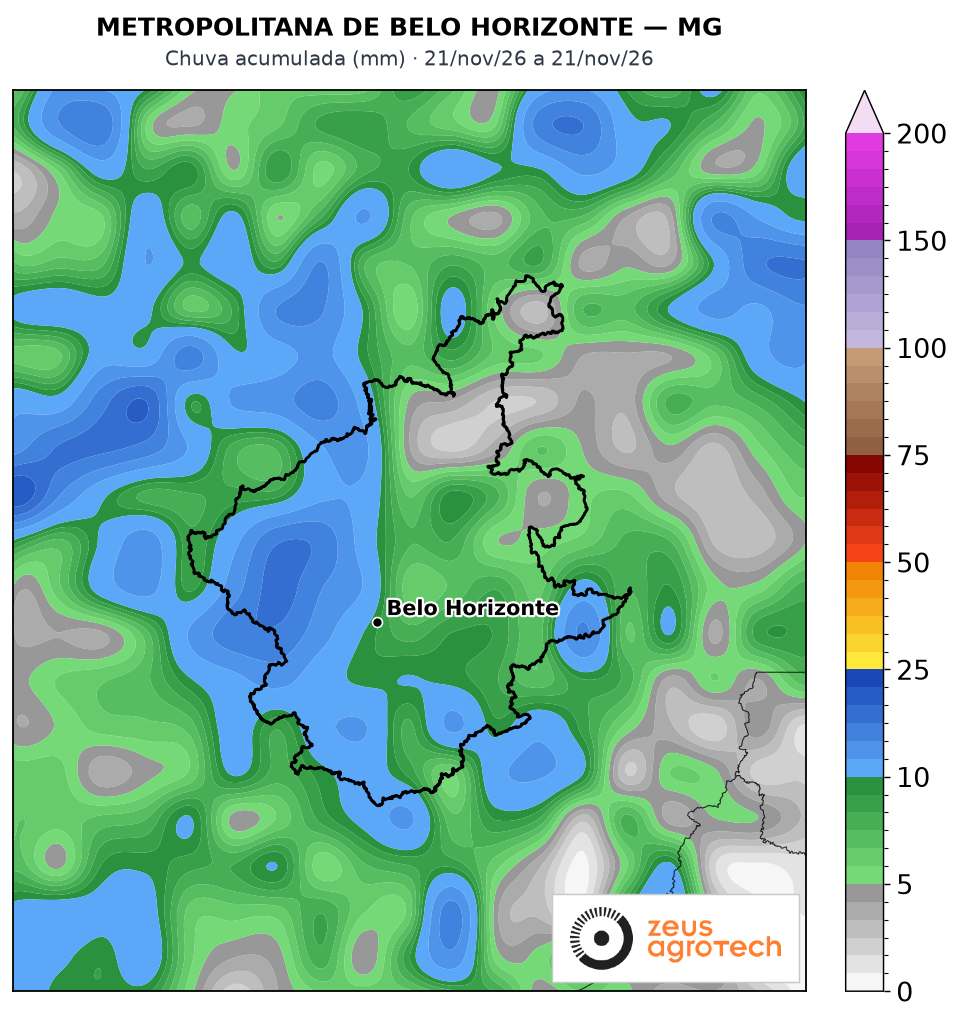 METROPOLITANA DE BELO HORIZONTE — MG
Chuva acumulada (mm) · 21/nov/26 a 21/nov/26
200
150
100
75
50
25
10
5
0
Belo Horizonte
zeus
agrotech